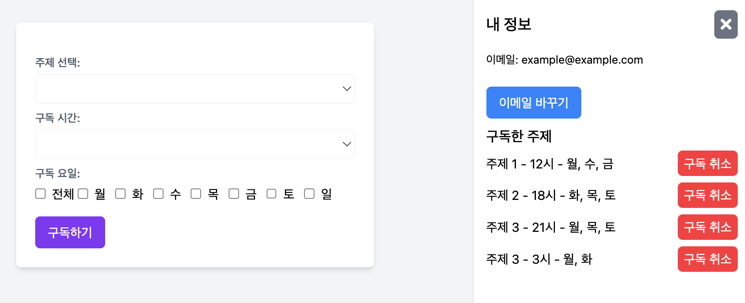 주제 선택:
구독 시간:
구독 요일:
전체 월 화 수 목 금 토 일
구독하기
내 정보
이메일: example@example.com
이메일 바꾸기
구독한 주제
주제 1 - 12시 - 월, 수, 금 구독 취소
주제 2 - 18시 - 화, 목, 토 구독 취소
주제 3 - 21시 - 월, 목, 토 구독 취소
주제 3 - 3시 - 월, 화 구독 취소